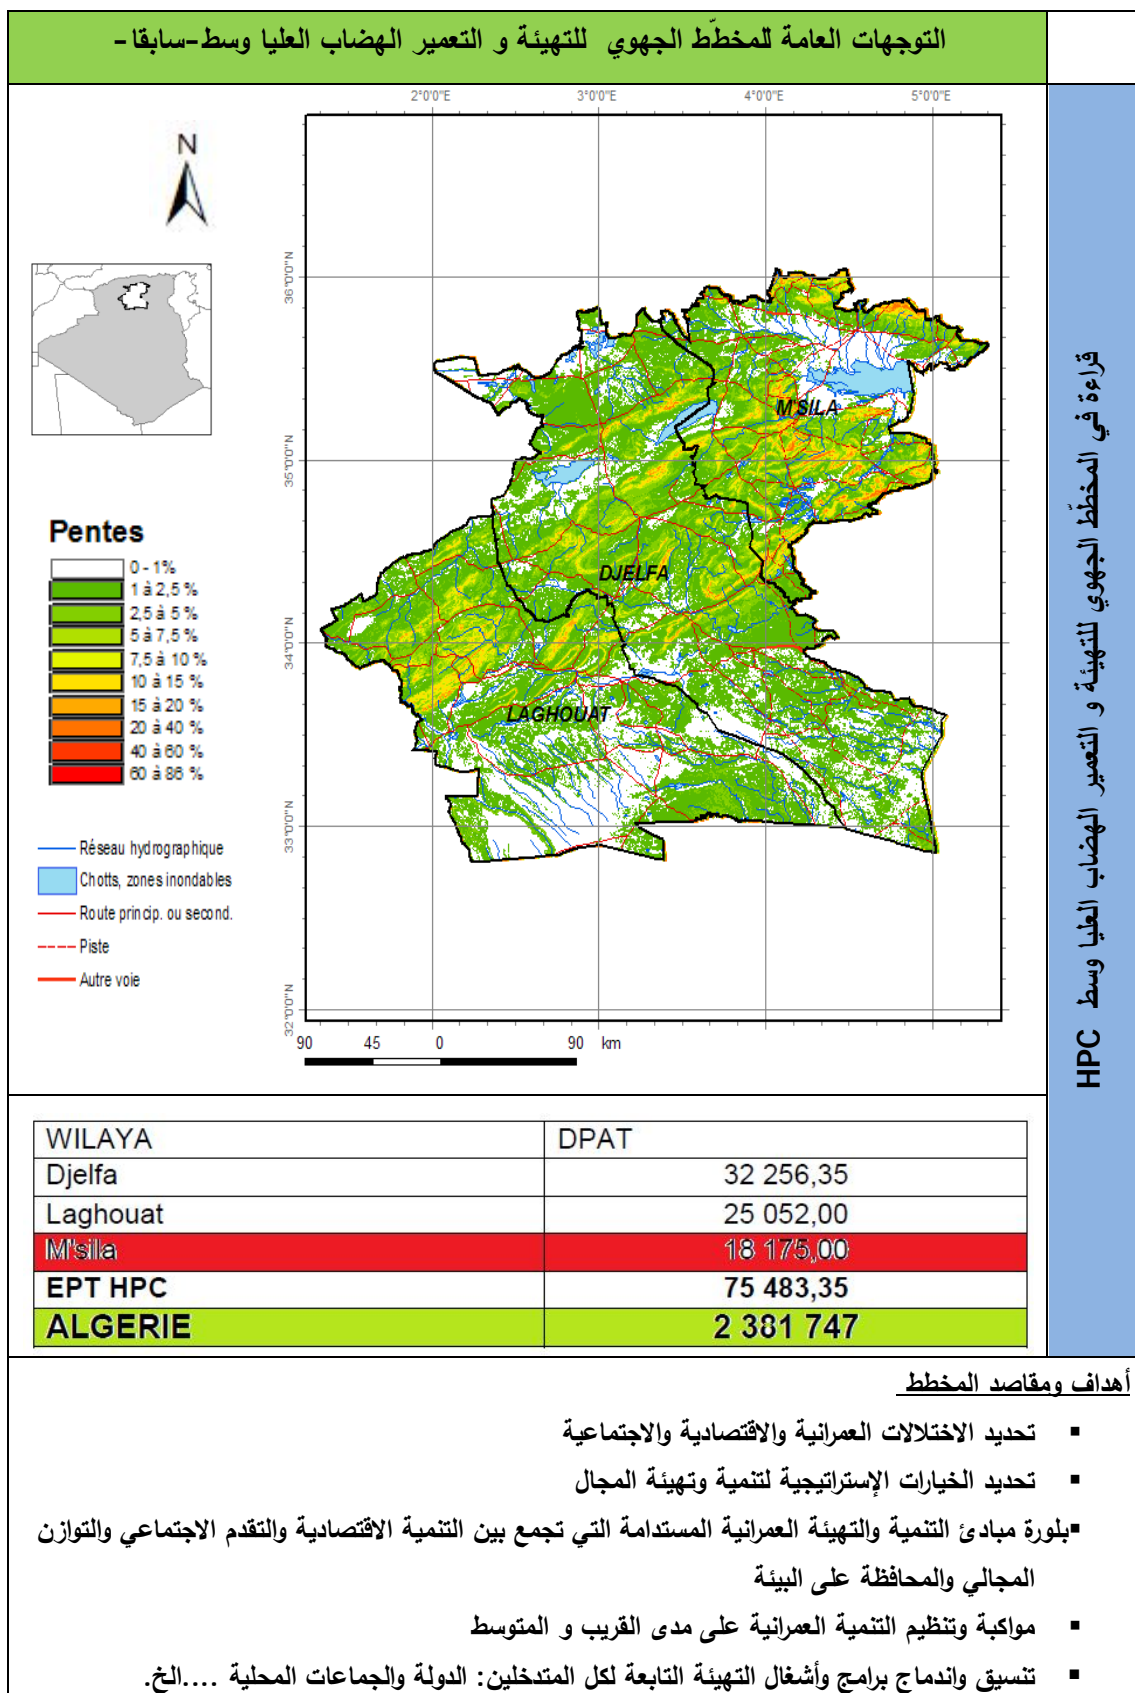 التوجهات العامة للمخطّط الجهوي للتهيئة و التعمير الهضاب العليا وسط-سابقا-
قراءة في المخطّط الجهوي للتهيئة و التعمير الهضاب العليا وسط HPC
2°0'0"E 3°0'0"E 4°0'0"E 5°0'0"E
N
36°0'0"N
35°0'0"N
34°0'0"N
33°0'0"N
32°0'0"N
M'SILA
DJELFA
LAGHOUAT
Pentes
0 - 1%
1 à 2,5 %
2,5 à 5 %
5 à 7,5 %
7,5 à 10 %
10 à 15 %
15 à 20 %
20 à 40 %
40 à 60 %
60 à 86 %
Réseau hydrographique
Chotts, zones inondables
Route princip. ou second.
Piste
Autre voie
90 45 0 90 km
WILAYA DPAT
Djelfa 32 256,35
Laghouat 25 052,00
M'sila 18 175,00
EPT HPC 75 483,35
ALGERIE 2 381 747
أهداف ومقاصد المخطط
▪ تحديد الاختلالات العمرانية والاقتصادية والاجتماعية
▪ تحديد الخيارات الإستراتيجية لتنمية وتهيئة المجال
▪بلورة مبادئ التنمية والتهيئة العمرانية المستدامة التي تجمع بين التنمية الاقتصادية والتقدم الاجتماعي والتوازن
المجالي والمحافظة على البيئة
▪ مواكبة وتنظيم التنمية العمرانية على مدى القريب و المتوسط
▪ تنسيق واندماج برامج وأشغال التهيئة التابعة لكل المتدخلين: الدولة والجماعات المحلية ....الخ.